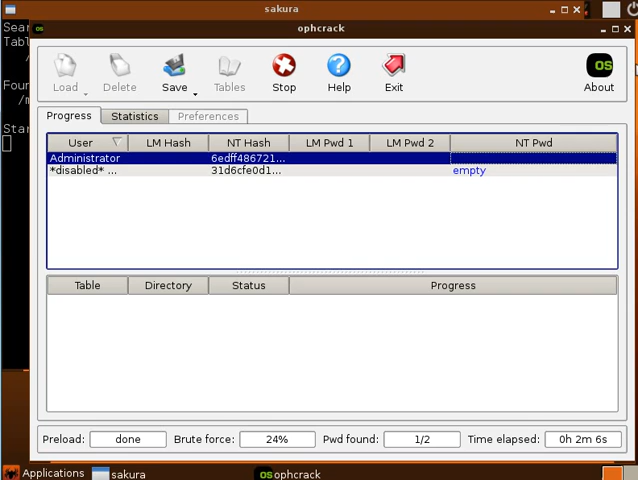 sakura
Sear
Tabl
/
Foun
/m
Star
OS ophcrack
Load Delete Save Tables Stop Help Exit OS About
Progress Statistics Preferences
User LM Hash NT Hash LM Pwd 1 LM Pwd 2 NT Pwd
Administrator 6edff486721...
*disabled* ... 31d6cfe0d1... empty
Table Directory Status Progress
Preload: done Brute force: 24% Pwd found: 1/2 Time elapsed: 0h 2m 6s
Applications sakura OS ophcrack